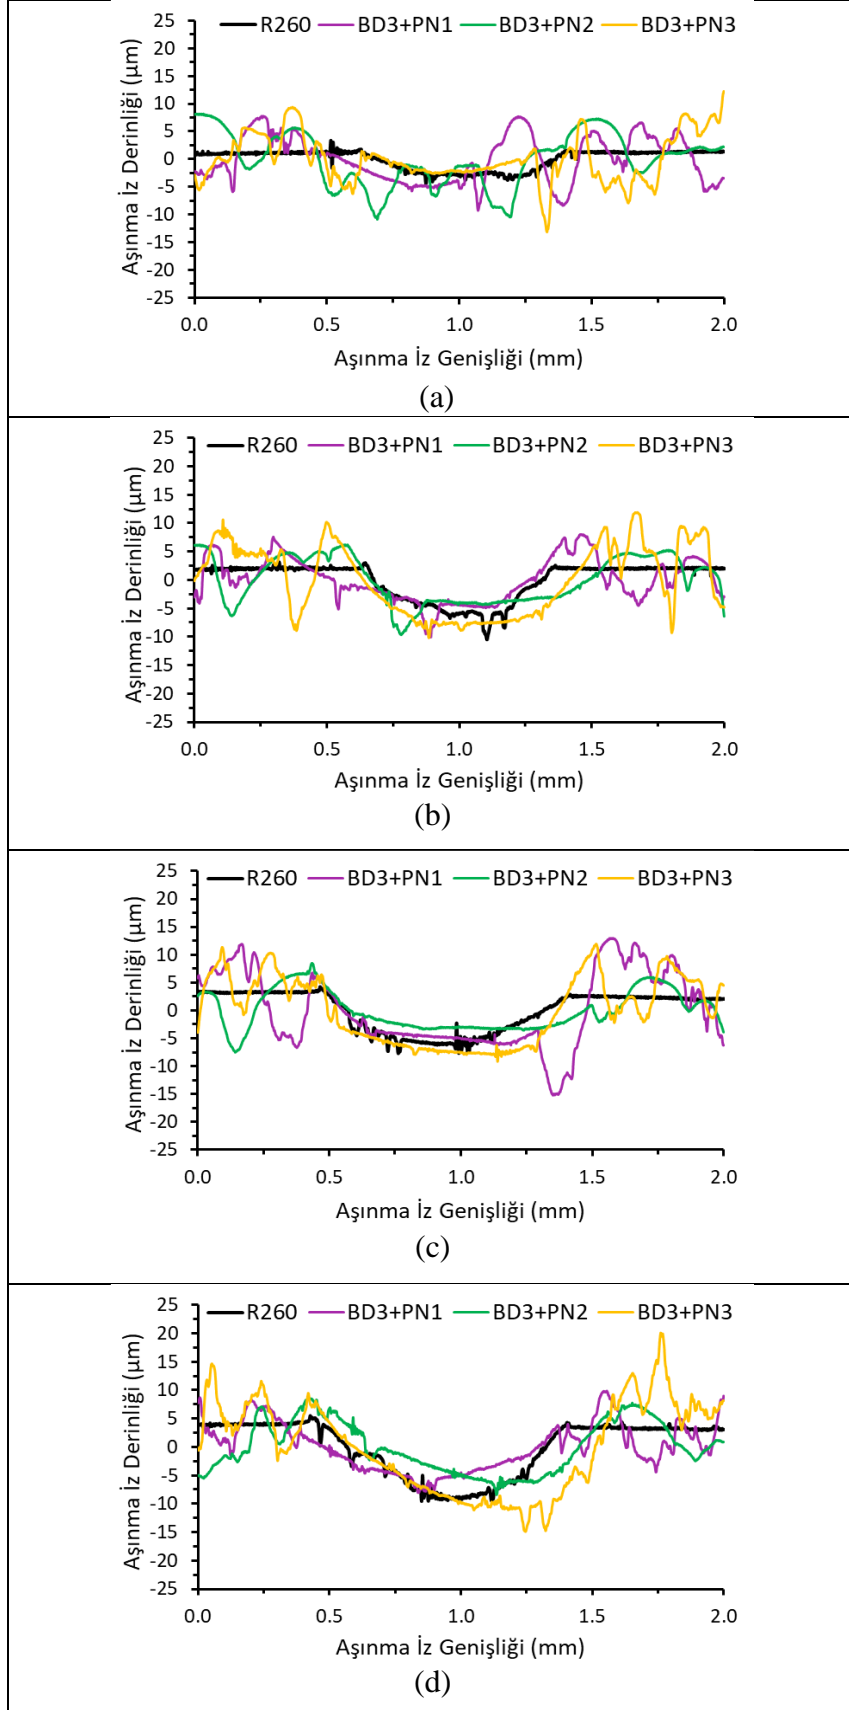 R260 BD3+PN1 BD3+PN2 BD3+PN3
Aşınma İz Derinliği (µm)
25
20
15
10
5
0
-5
-10
-15
-20
-25
0.0 0.5 1.0 1.5 2.0
Aşınma İz Genişliği (mm)
(a)
R260 BD3+PN1 BD3+PN2 BD3+PN3
Aşınma İz Derinliği (µm)
25
20
15
10
5
0
-5
-10
-15
-20
-25
0.0 0.5 1.0 1.5 2.0
Aşınma İz Genişliği (mm)
(b)
R260 BD3+PN1 BD3+PN2 BD3+PN3
Aşınma İz Derinliği (µm)
25
20
15
10
5
0
-5
-10
-15
-20
-25
0.0 0.5 1.0 1.5 2.0
Aşınma İz Genişliği (mm)
(c)
R260 BD3+PN1 BD3+PN2 BD3+PN3
Aşınma İz Derinliği (µm)
25
20
15
10
5
0
-5
-10
-15
-20
-25
0.0 0.5 1.0 1.5 2.0
Aşınma İz Genişliği (mm)
(d)